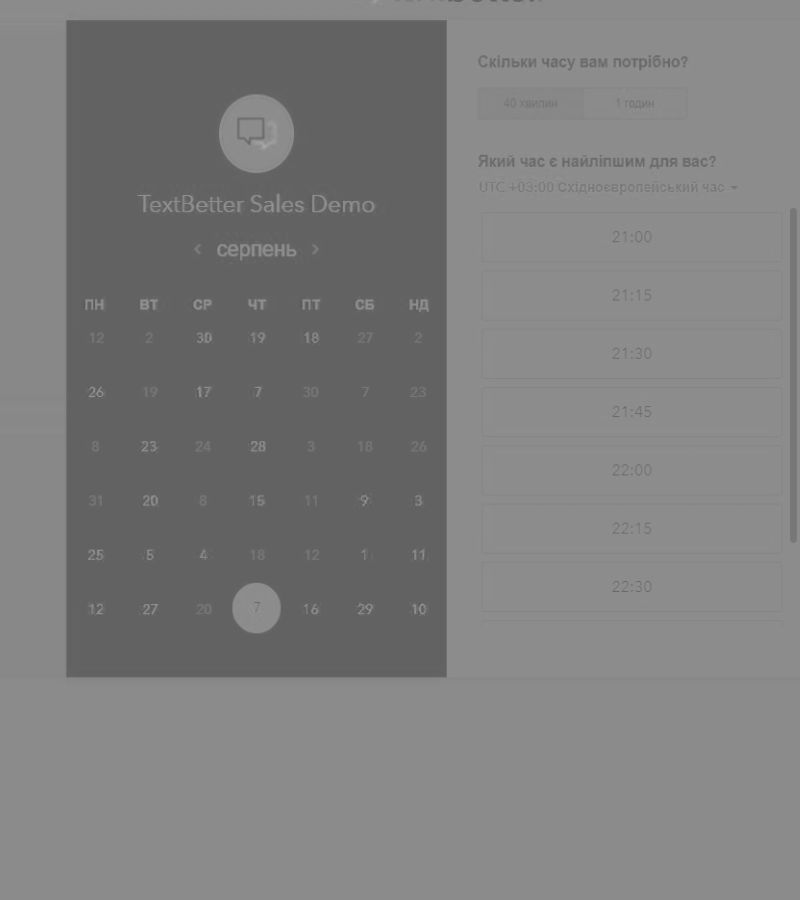 TextBetter Sales Demo
< серпень >
ПН ВТ СР ЧТ ПТ СБ НД
12 2 30 19 18 27 2
26 19 17 7 30 7 23
8 23 24 28 3 18 26
31 20 8 15 11 9 3
25 5 4 18 12 1 11
12 27 20 7 16 29 10
Скільки часу вам потрібно?
40 хвилин 1 годин
Який час є найліпшим для вас?
UTC +03:00 Східноєвропейський час
21:00
21:15
21:30
21:45
22:00
22:15
22:30